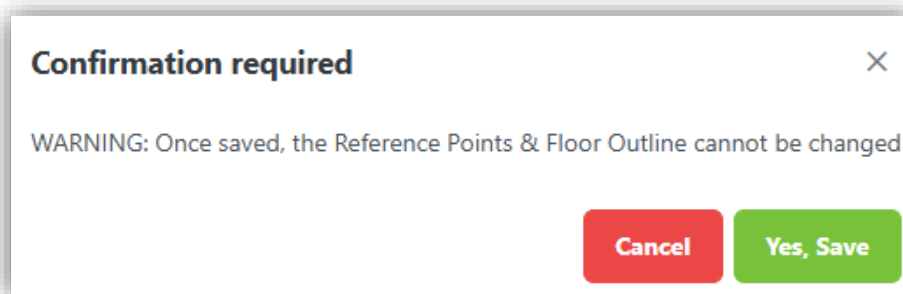 Confirmation required
WARNING: Once saved, the Reference Points & Floor Outline cannot be changed
Cancel
Yes, Save